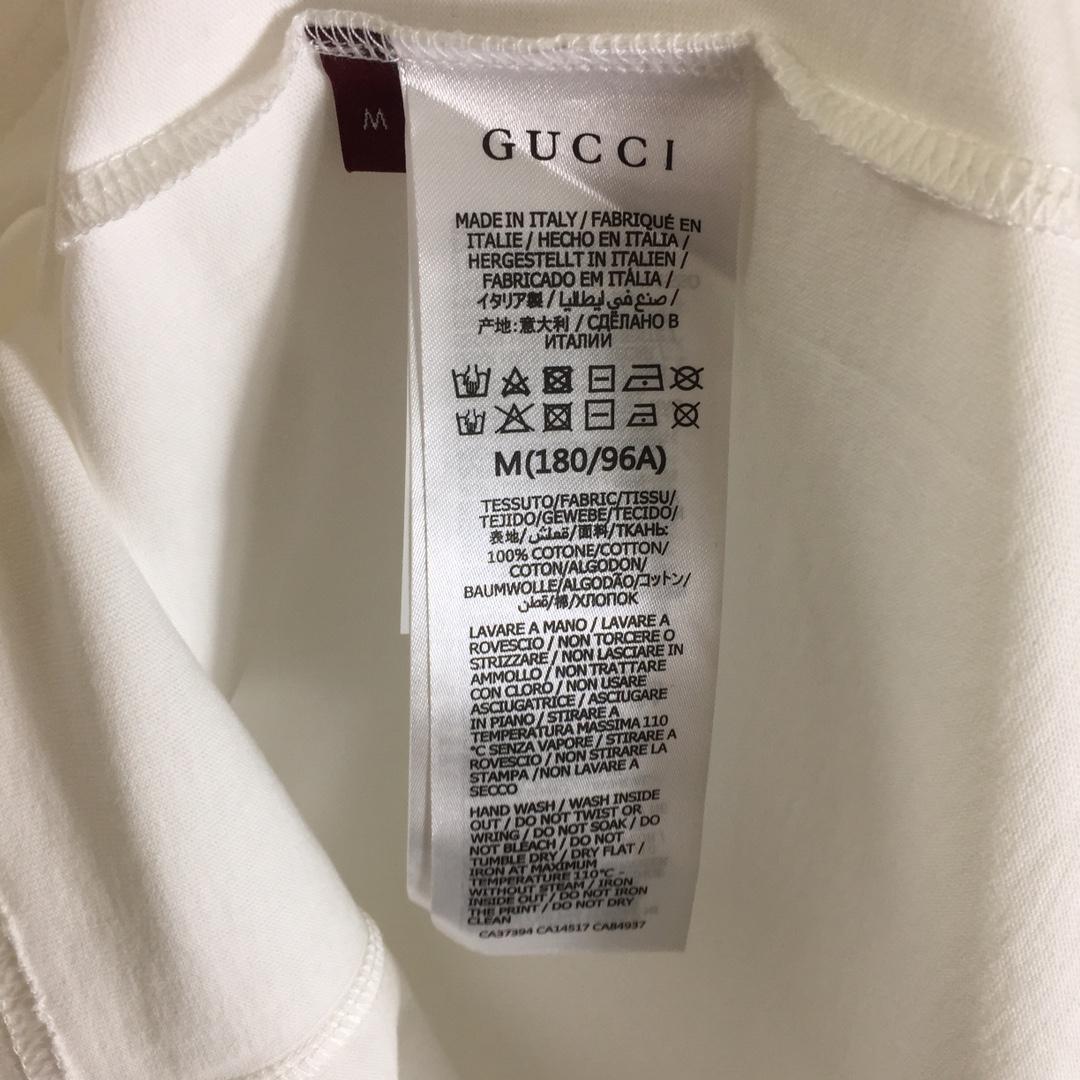 M
GUCCI
MADE IN ITALY / FABRIQUÉ EN
ITALIE / HECHO EN ITALIA /
HERGESTELLT IN ITALIEN /
FABRICADO EM ITÁLIA /
イタリア製 / صنع في ايطاليا /
产地:意大利 / СДЕЛАНО В
ИТАЛИИ
M(180/96A)
TESSUTO/FABRIC/TISSU/
TEJIDO/GEWEBE/TECIDO/
表地/قماش/面料/ТКАНЬ:
100% COTONE/COTTON/
COTON/ALGODON/
BAUMWOLLE/ALGODÃO/コットン/
قطن/棉/ХЛОПОК
LAVARE A MANO / LAVARE A
ROVESCIO / NON TORCERE O
STRIZZARE / NON LASCIARE IN
AMMOLLO / NON TRATTARE
CON CLORO / NON USARE
ASCIUGATRICE / ASCIUGARE
IN PIANO / STIRARE A
TEMPERATURA MASSIMA 110
°C SENZA VAPORE / STIRARE A
ROVESCIO / NON STIRARE LA
STAMPA /NON LAVARE A
SECCO
HAND WASH / WASH INSIDE
OUT / DO NOT TWIST OR
WRING / DO NOT SOAK / DO
NOT BLEACH / DO NOT
TUMBLE DRY / DRY FLAT /
IRON AT MAXIMUM
TEMPERATURE 110°C -
WITHOUT STEAM / IRON
INSIDE OUT / DO NOT IRON
THE PRINT / DO NOT DRY
CLEAN
CA37394 CA14517 CA84937